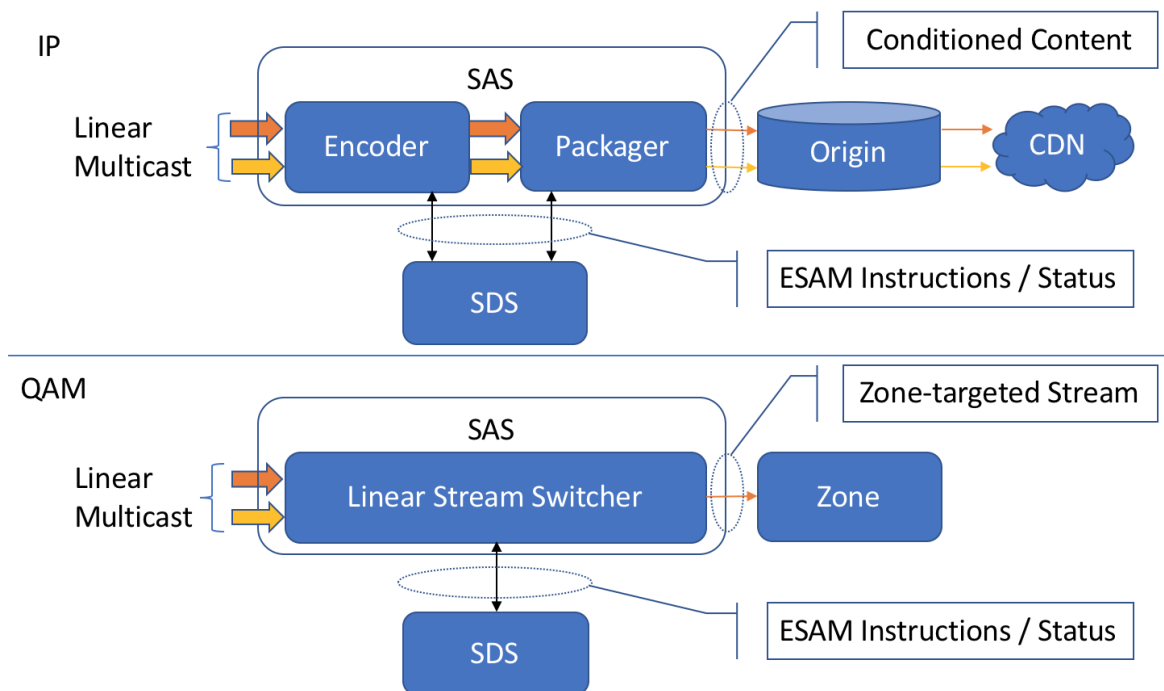 IP
SAS
Conditioned Content
Linear
Multicast
Encoder
Packager
Origin
CDN
SDS
ESAM Instructions / Status
QAM
SAS
Zone-targeted Stream
Linear
Multicast
Linear Stream Switcher
Zone
SDS
ESAM Instructions / Status